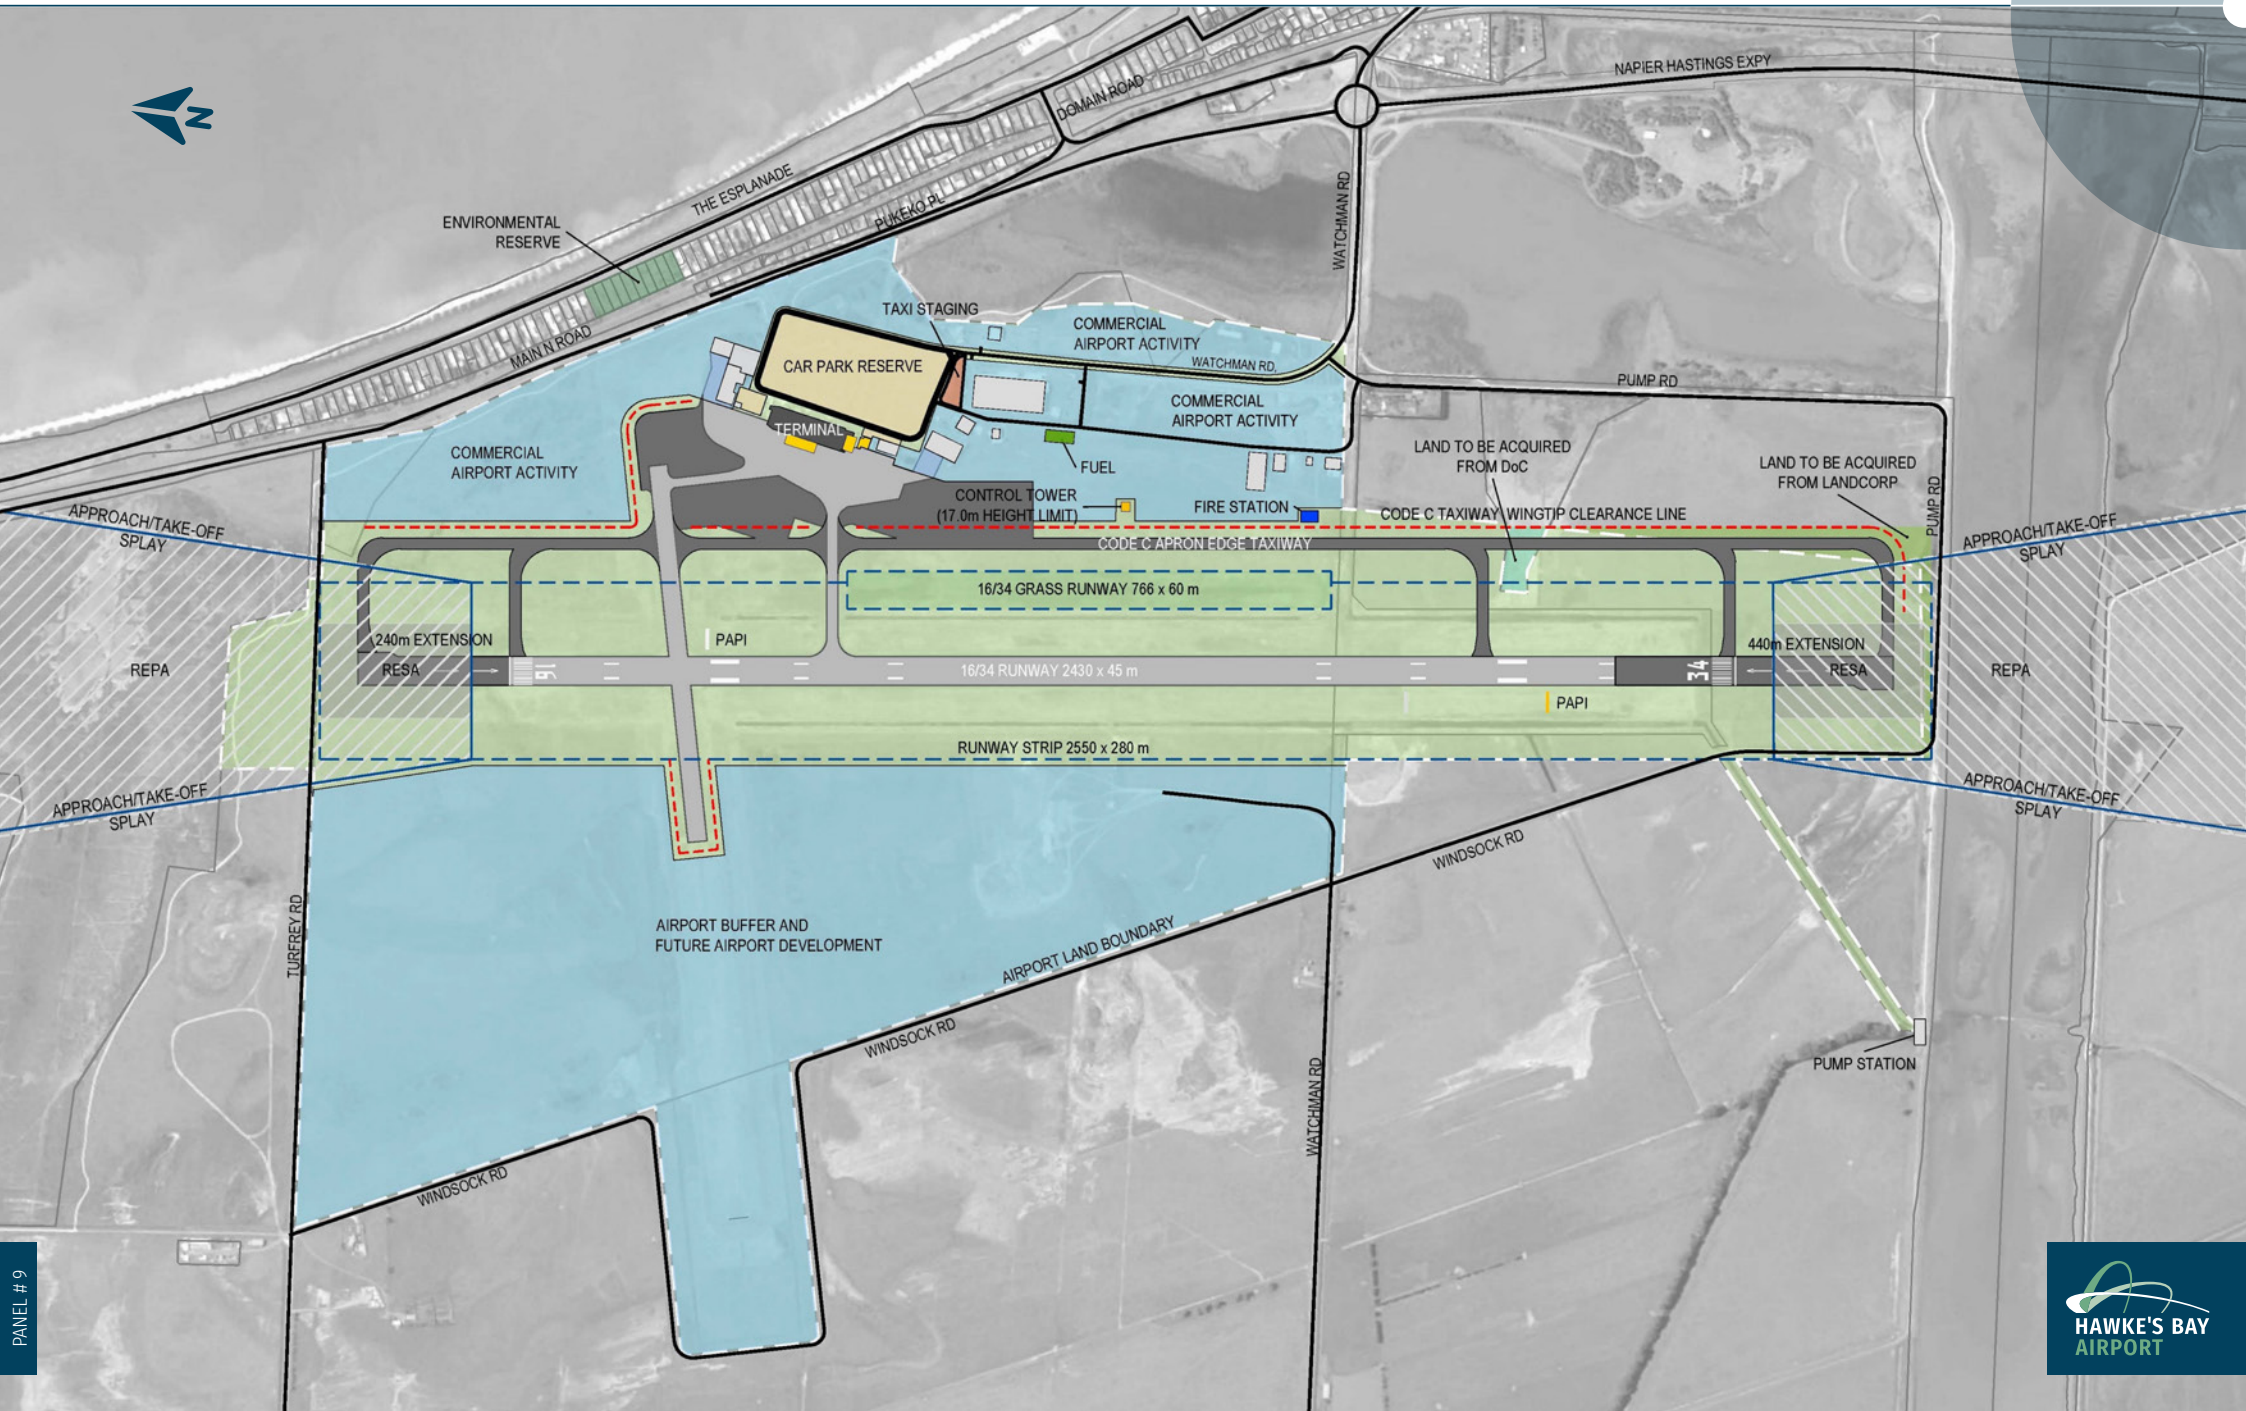 NAPIER HASTINGS EXPY
DOMAIN ROAD
N
THE ESPLANADE
PUKEKO PL
WATCHMAN RD
ENVIRONMENTAL
RESERVE
MAIN N ROAD
TAXI STAGING
COMMERCIAL
AIRPORT ACTIVITY
CAR PARK RESERVE
WATCHMAN RD,
PUMP RD
COMMERCIAL
AIRPORT ACTIVITY
TERMINAL
COMMERCIAL
AIRPORT ACTIVITY
FUEL
LAND TO BE ACQUIRED
FROM DoC
LAND TO BE ACQUIRED
FROM LANDCORP
PUMP RD
CONTROL TOWER
(17.0m HEIGHT LIMIT)
FIRE STATION
CODE C TAXIWAY WINGTIP CLEARANCE LINE
APPROACH/TAKE-OFF
SPLAY
APPROACH/TAKE-OFF
SPLAY
CODE C APRON EDGE TAXIWAY
16/34 GRASS RUNWAY 766 x 60 m
240m EXTENSION
PAPI
440m EXTENSION
REPA
RESA
16
16/34 RUNWAY 2430 x 45 m
34
RESA
REPA
PAPI
RUNWAY STRIP 2550 x 280 m
APPROACH/TAKE-OFF
SPLAY
APPROACH/TAKE-OFF
SPLAY
WINDSOCK RD
TURFREY RD
AIRPORT BUFFER AND
FUTURE AIRPORT DEVELOPMENT
AIRPORT LAND BOUNDARY
WINDSOCK RD
WATCHMAN RD
PUMP STATION
WINDSOCK RD
PANEL # 9
HAWKE'S BAY
AIRPORT